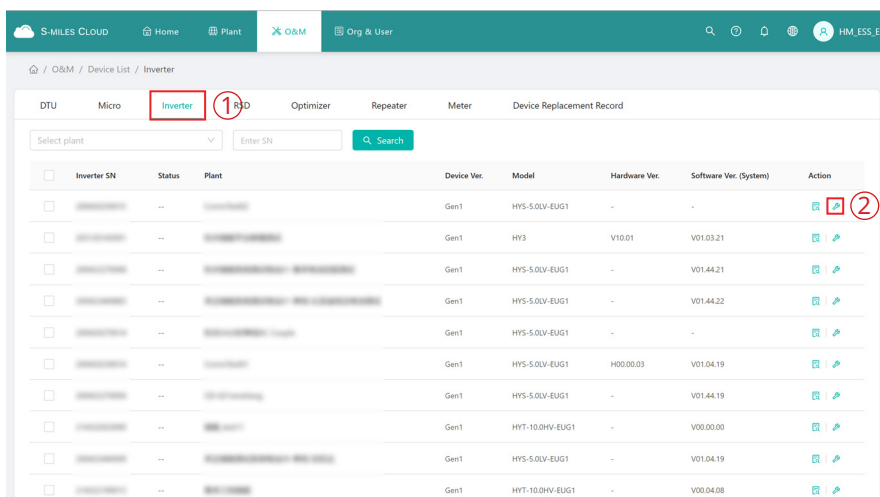 S-MILES CLOUD Home Plant O&M Org & User HM_ESS_E
/ O&M / Device List / Inverter
DTU Micro Inverter RSD Optimizer Repeater Meter Device Replacement Record
①
Select plant Enter SN Search
Inverter SN Status Plant Device Ver. Model Hardware Ver. Software Ver. (System) Action
-- Gen1 HYS-5.0LV-EUG1 - - ②
-- Gen1 HY3 V10.01 V01.03.21
-- Gen1 HYS-5.0LV-EUG1 - V01.44.21
-- Gen1 HYS-5.0LV-EUG1 - V01.44.22
-- Gen1 HYS-5.0LV-EUG1 - -
-- Gen1 HYS-5.0LV-EUG1 H00.00.03 V01.04.19
-- Gen1 HYS-5.0LV-EUG1 - V01.44.19
-- Gen1 HYT-10.0HV-EUG1 - V00.00.00
-- Gen1 HYS-5.0LV-EUG1 - V01.04.19
-- Gen1 HYT-10.0HV-EUG1 - V00.04.08